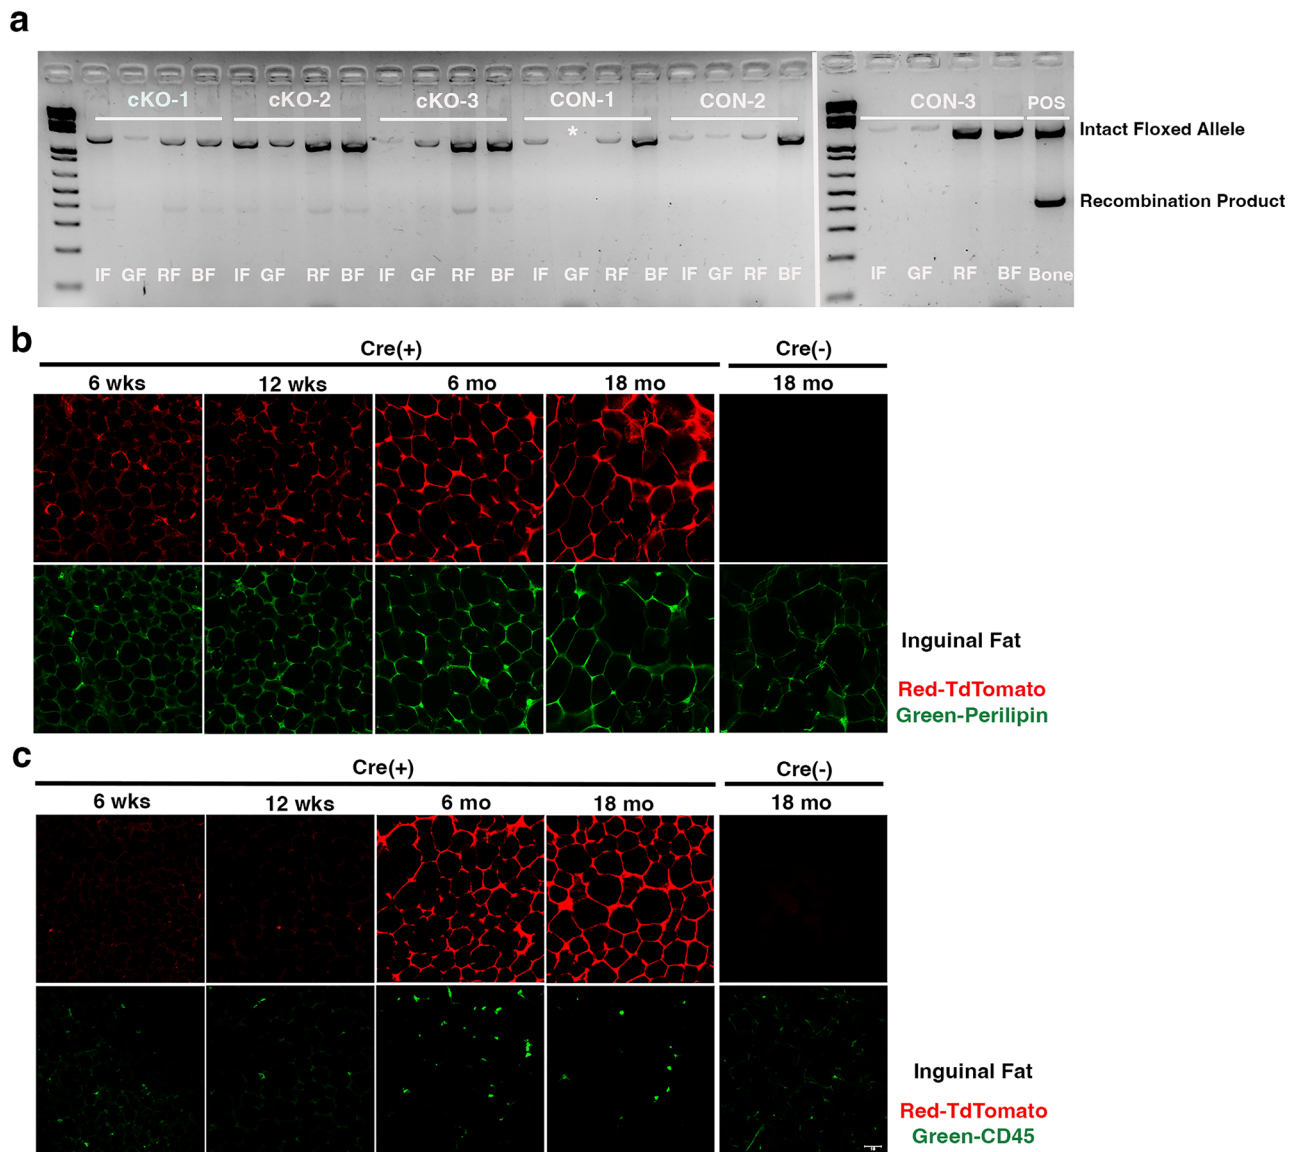 a
cKO-1 cKO-2 cKO-3 CON-1 CON-2 CON-3 POS
*
Intact Floxed Allele
Recombination Product
IF GF RF BF IF GF RF BF IF GF RF BF IF GF RF BF IF GF RF BF IF GF RF BF Bone
b
Cre(+) Cre(-)
6 wks 12 wks 6 mo 18 mo 18 mo
Inguinal Fat
Red-TdTomato
Green-Perilipin
c
Cre(+) Cre(-)
6 wks 12 wks 6 mo 18 mo 18 mo
Inguinal Fat
Red-TdTomato
Green-CD45